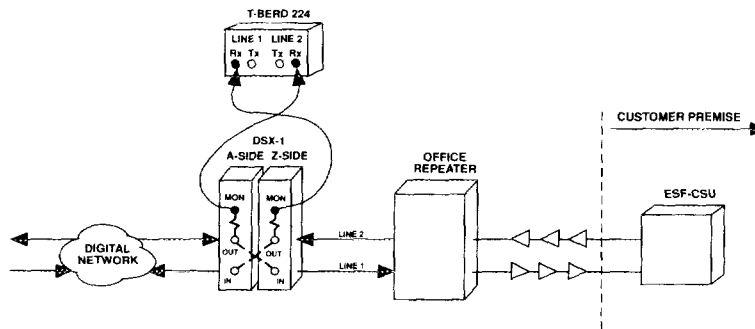 T-BERD 224
LINE 1 LINE 2
Rx Tx Tx Rx
CUSTOMER PREMISE
DSX-1
A-SIDE Z-SIDE
OFFICE
REPEATER
ESF-CSU
MON MON
DIGITAL
NETWORK
OUT OUT
IN IN
LINE 2
LINE 1